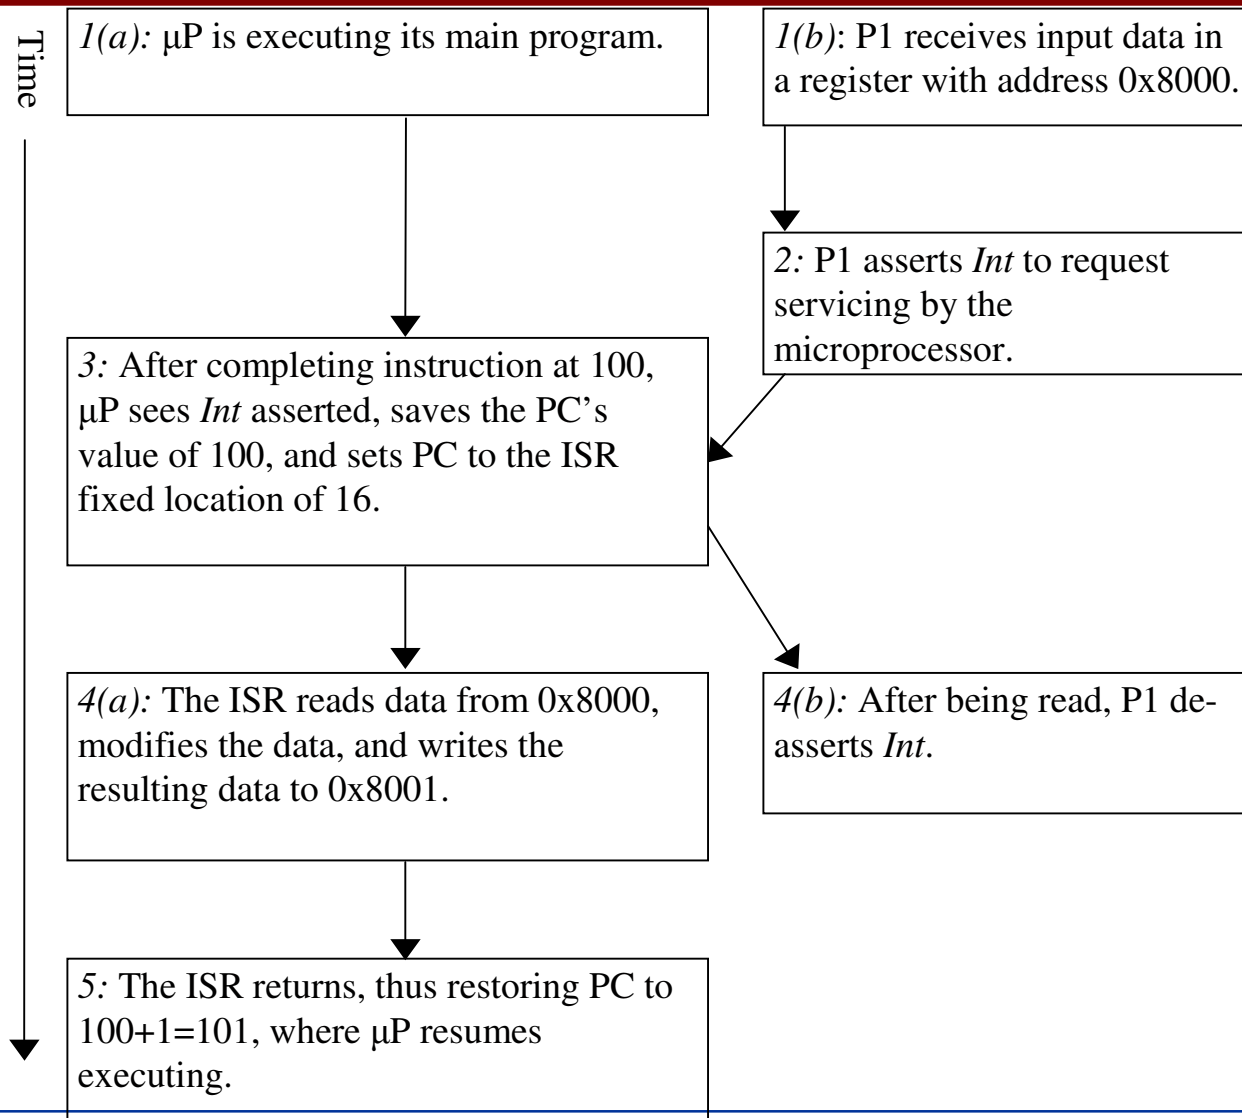 Time
1(a): μP is executing its main program.
1(b): P1 receives input data in
a register with address 0x8000.
2: P1 asserts Int to request
servicing by the
microprocessor.
3: After completing instruction at 100,
μP sees Int asserted, saves the PC’s
value of 100, and sets PC to the ISR
fixed location of 16.
4(a): The ISR reads data from 0x8000,
modifies the data, and writes the
resulting data to 0x8001.
4(b): After being read, P1 de-
asserts Int.
5: The ISR returns, thus restoring PC to
100+1=101, where μP resumes
executing.